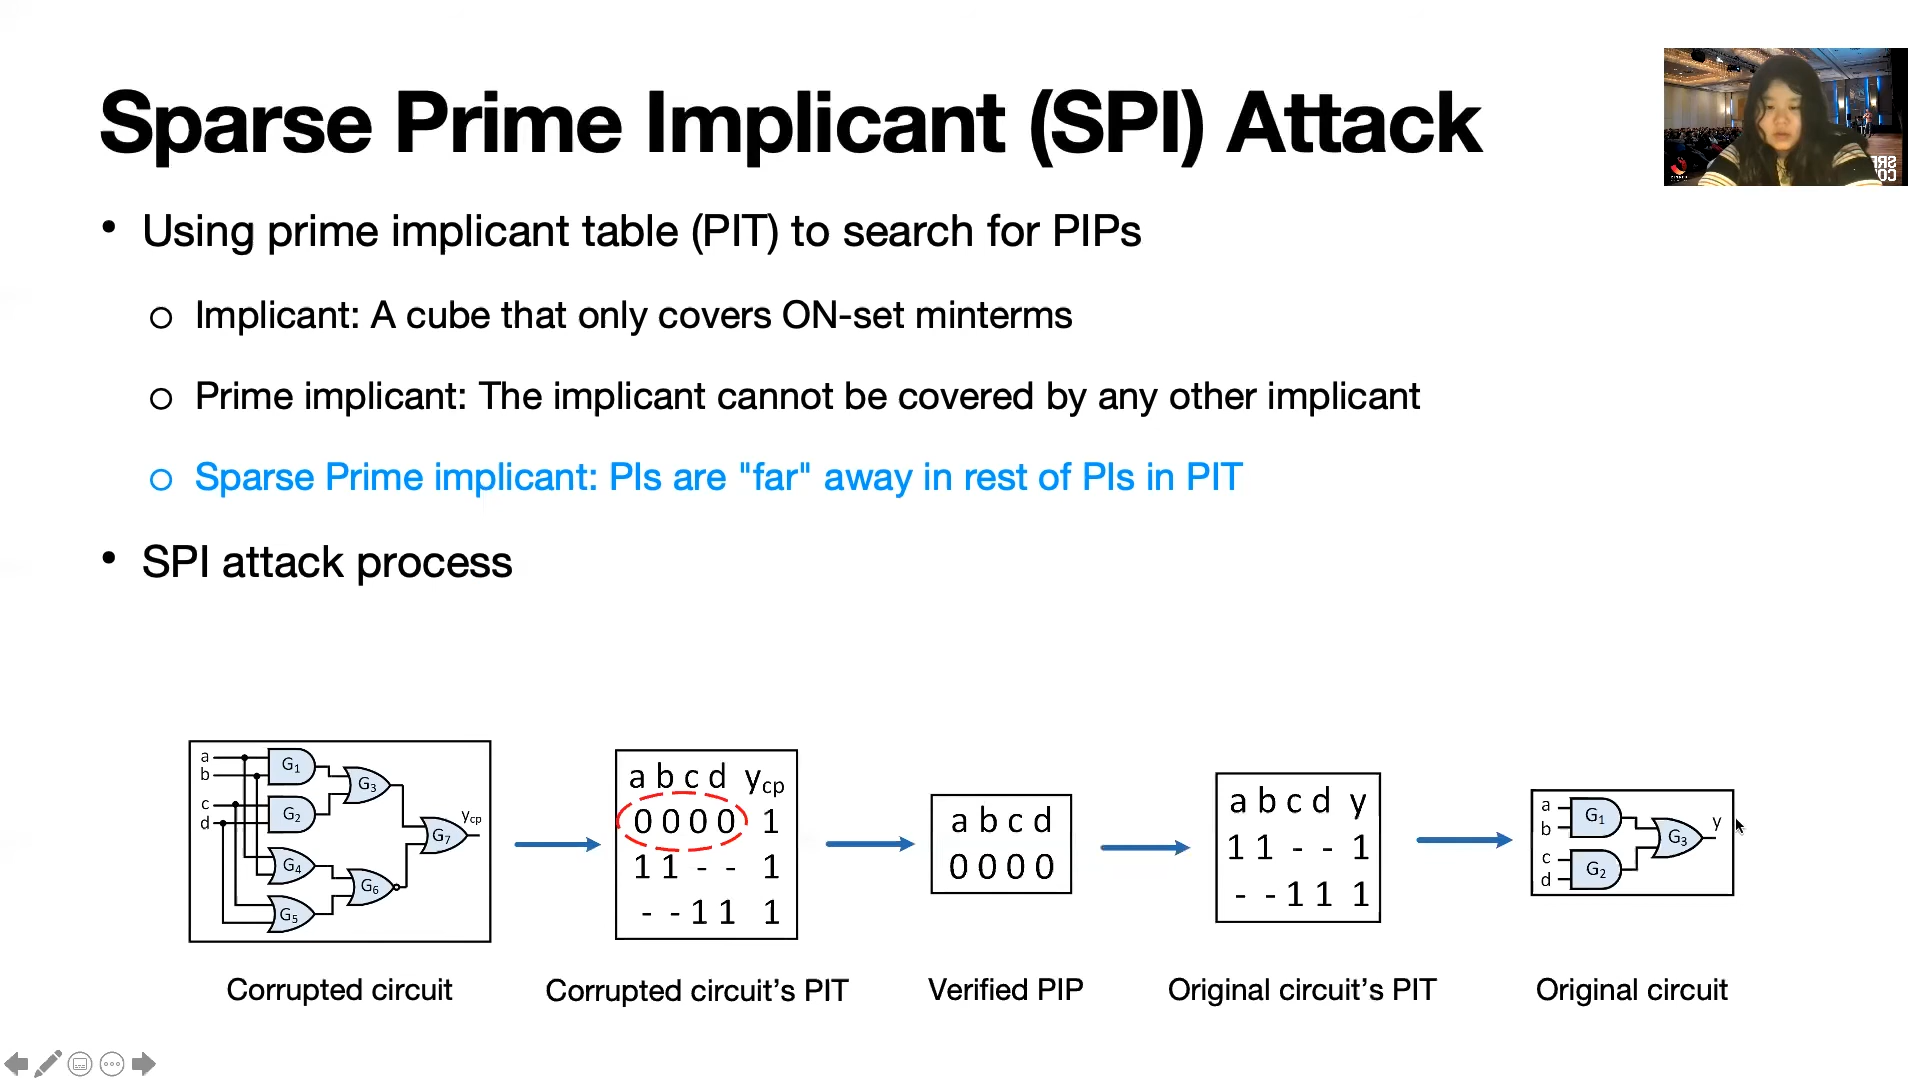 Sparse Prime Implicant (SPI) Attack
• Using prime implicant table (PIT) to search for PIPs
Implicant: A cube that only covers ON-set minterms
Prime implicant: The implicant cannot be covered by any other implicant
Sparse Prime implicant: PIs are "far" away in rest of PIs in PIT
• SPI attack process
a
b
c
d
G1
G2
G3
G4
G5
G6
G7
ycp
Corrupted circuit
a b c d ycp
0 0 0 0 1
1 1 - - 1
- - 1 1 1
Corrupted circuit’s PIT
a b c d
0 0 0 0
Verified PIP
a b c d y
1 1 - - 1
- - 1 1 1
Original circuit’s PIT
a
b
c
d
G1
G2
G3
y
Original circuit